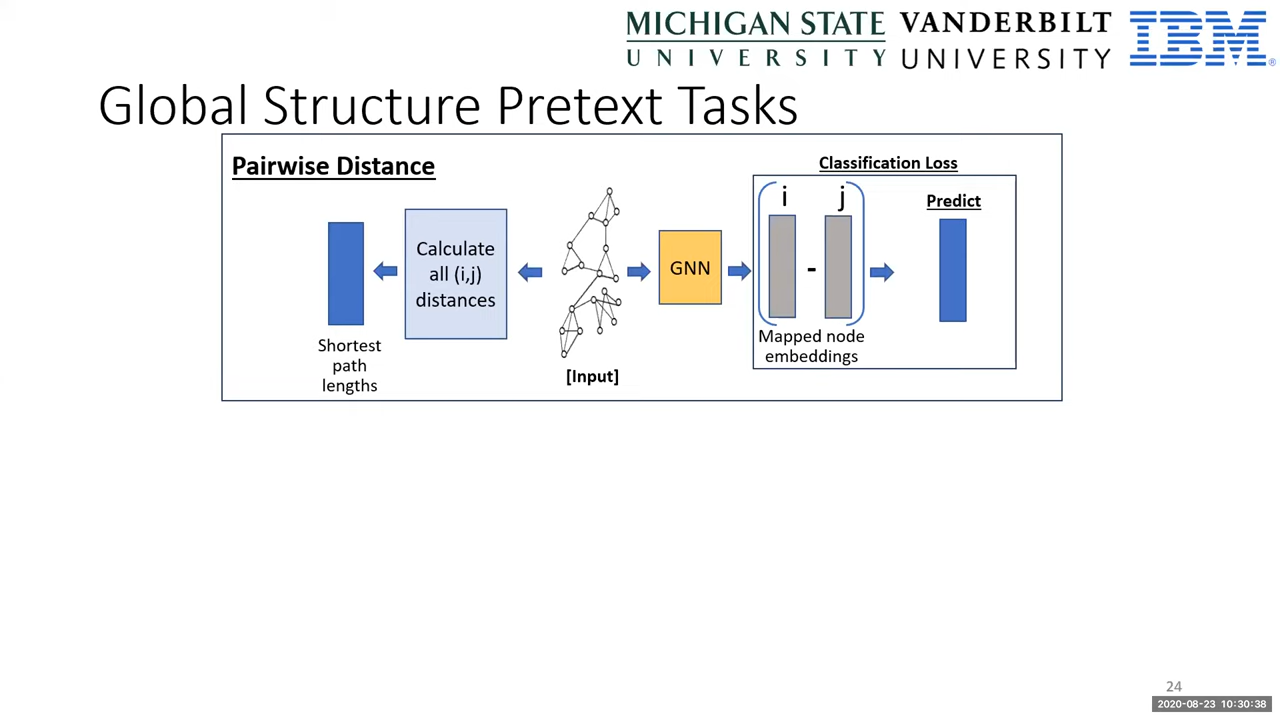 MICHIGAN STATE
UNIVERSITY
VANDERBILT
UNIVERSITY
IBM®
Global Structure Pretext Tasks
Pairwise Distance
Classification Loss
i
j
Predict
Calculate
all (i,j)
distances
GNN
-
Shortest
path
lengths
[Input]
Mapped node
embeddings
24
2020-08-23 10:30:38